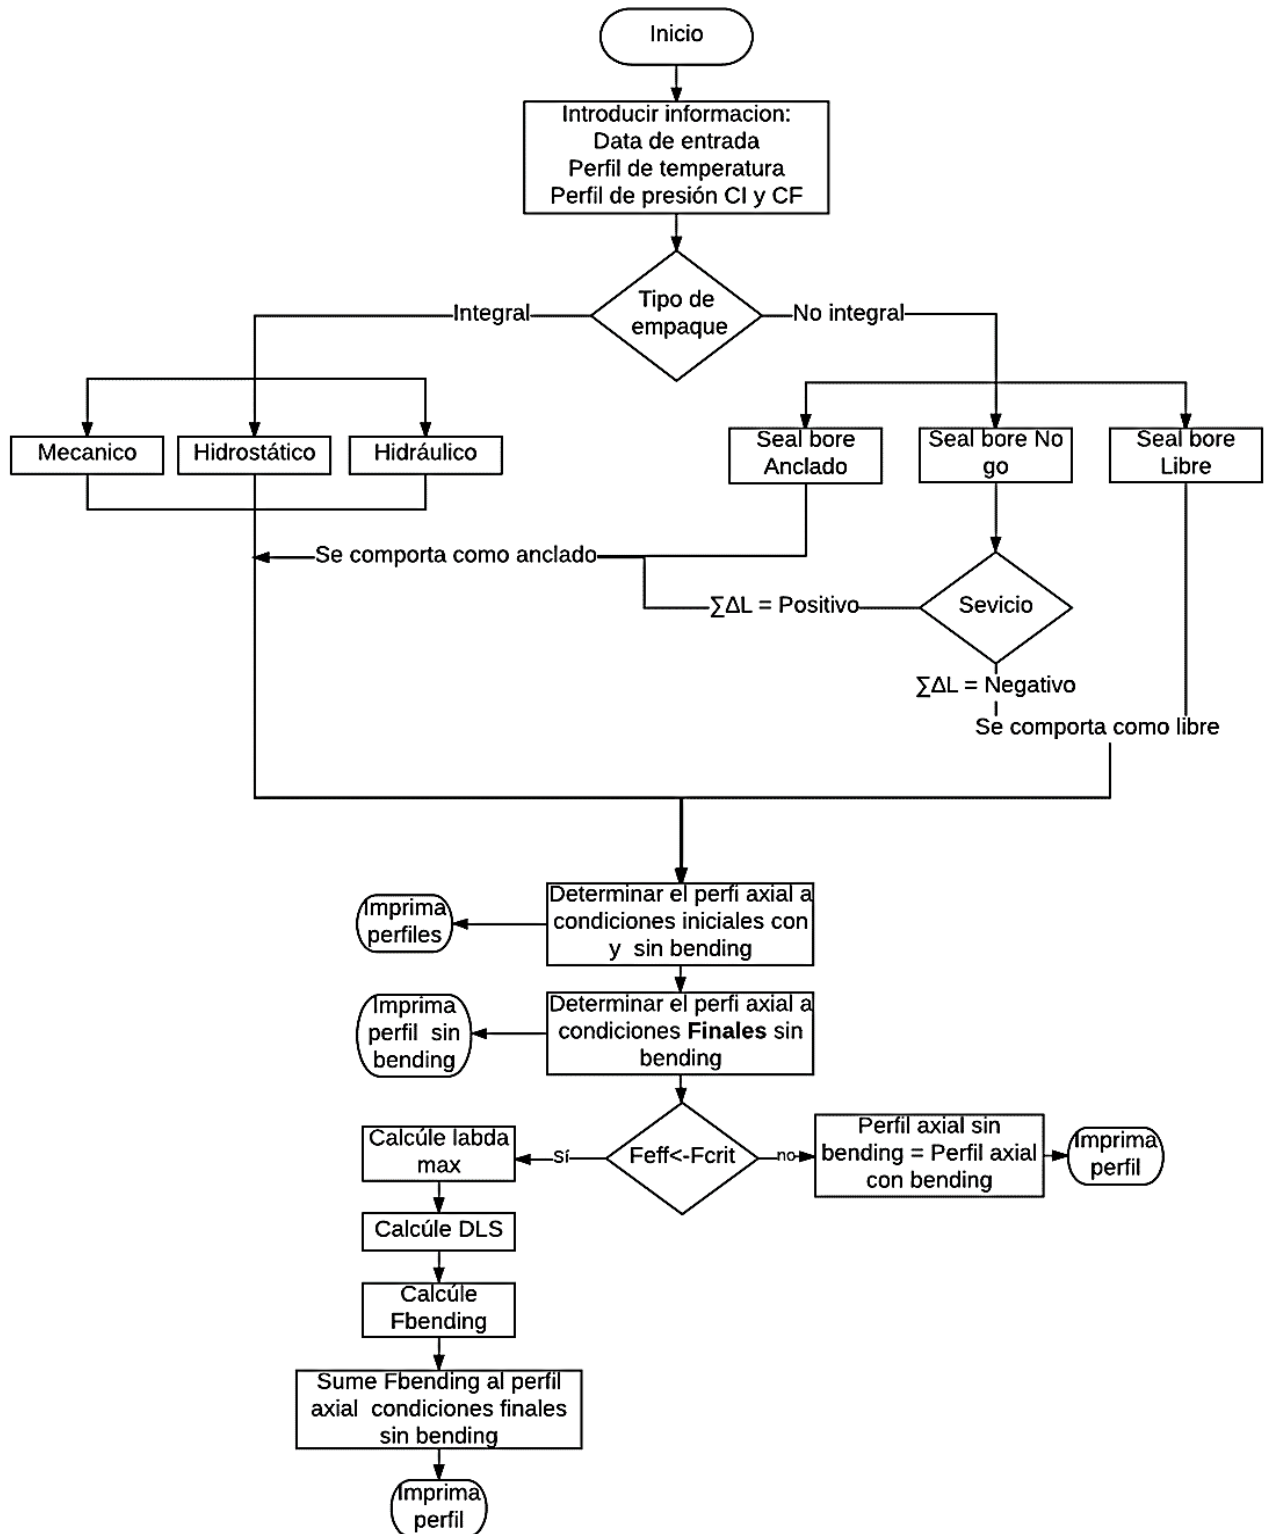 Inicio
Introducir informacion:
Data de entrada
Perfil de temperatura
Perfil de presión CI y CF
Tipo de
empaque
Integral
No integral
Mecanico
Hidrostático
Hidráulico
Seal bore
Anclado
Seal bore No
go
Seal bore
Libre
Se comporta como anclado
∑ΔL = Positivo
Sevicio
∑ΔL = Negativo
Se comporta como libre
Determinar el perfi axial a
condiciones iniciales con
y sin bending
Imprima
perfiles
Determinar el perfi axial a
condiciones Finales sin
bending
Imprima
perfil sin
bending
Feff<-Fcrit
Sí
no
Perfil axial sin
bending = Perfil axial
con bending
Imprima
perfil
Calcúle labda
max
Calcúle DLS
Calcúle
Fbending
Sume Fbending al perfil
axial condiciones finales
sin bending
Imprima
perfil